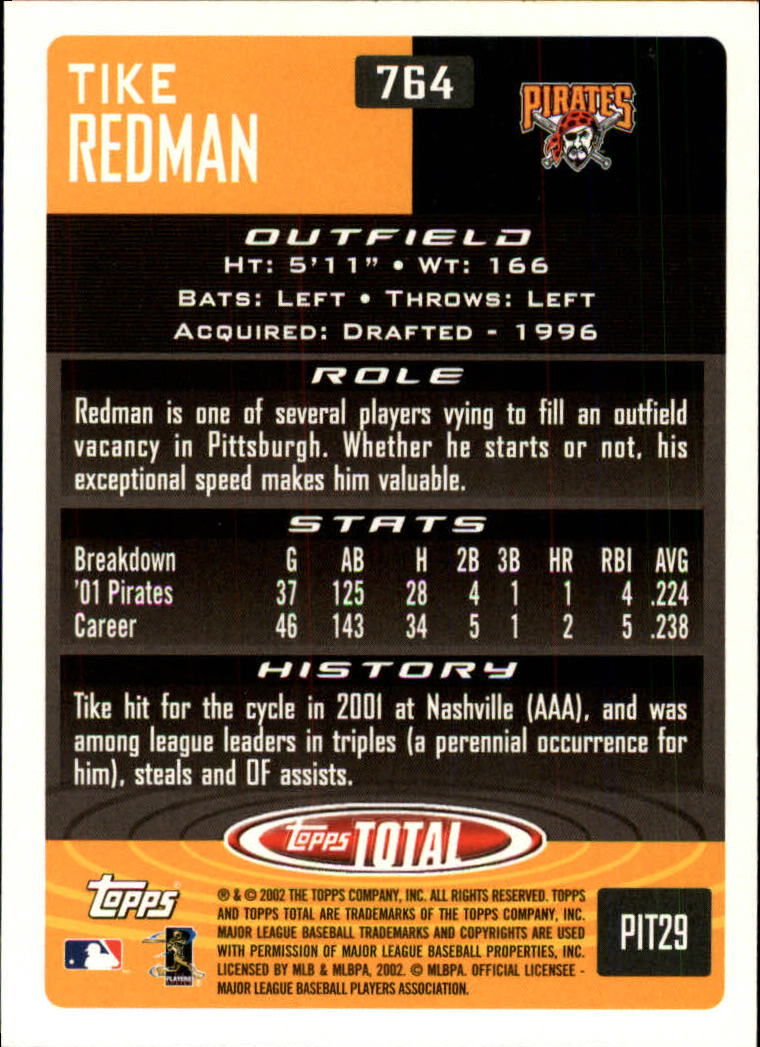 TIKE
REDMAN
764
PIRATES
OUTFIELD
HT: 5'11" • WT: 166
BATS: LEFT • THROWS: LEFT
ACQUIRED: DRAFTED - 1996
ROLE
Redman is one of several players vying to fill an outfield
vacancy in Pittsburgh. Whether he starts or not, his
exceptional speed makes him valuable.
STATS
Breakdown G AB H 2B 3B HR RBI AVG
'01 Pirates 37 125 28 4 1 1 4 .224
Career 46 143 34 5 1 2 5 .238
HISTORY
Tike hit for the cycle in 2001 at Nashville (AAA), and was
among league leaders in triples (a perennial occurrence for
him), steals and OF assists.
topps TOTAL
topps
® & © 2002 THE TOPPS COMPANY, INC. ALL RIGHTS RESERVED. TOPPS
AND TOPPS TOTAL ARE TRADEMARKS OF THE TOPPS COMPANY, INC.
MAJOR LEAGUE BASEBALL TRADEMARKS AND COPYRIGHTS ARE USED
WITH PERMISSION OF MAJOR LEAGUE BASEBALL PROPERTIES, INC.
LICENSED BY MLB & MLBPA, 2002. © MLBPA. OFFICIAL LICENSEE -
MAJOR LEAGUE BASEBALL PLAYERS ASSOCIATION.
PIT29
PLAYERS